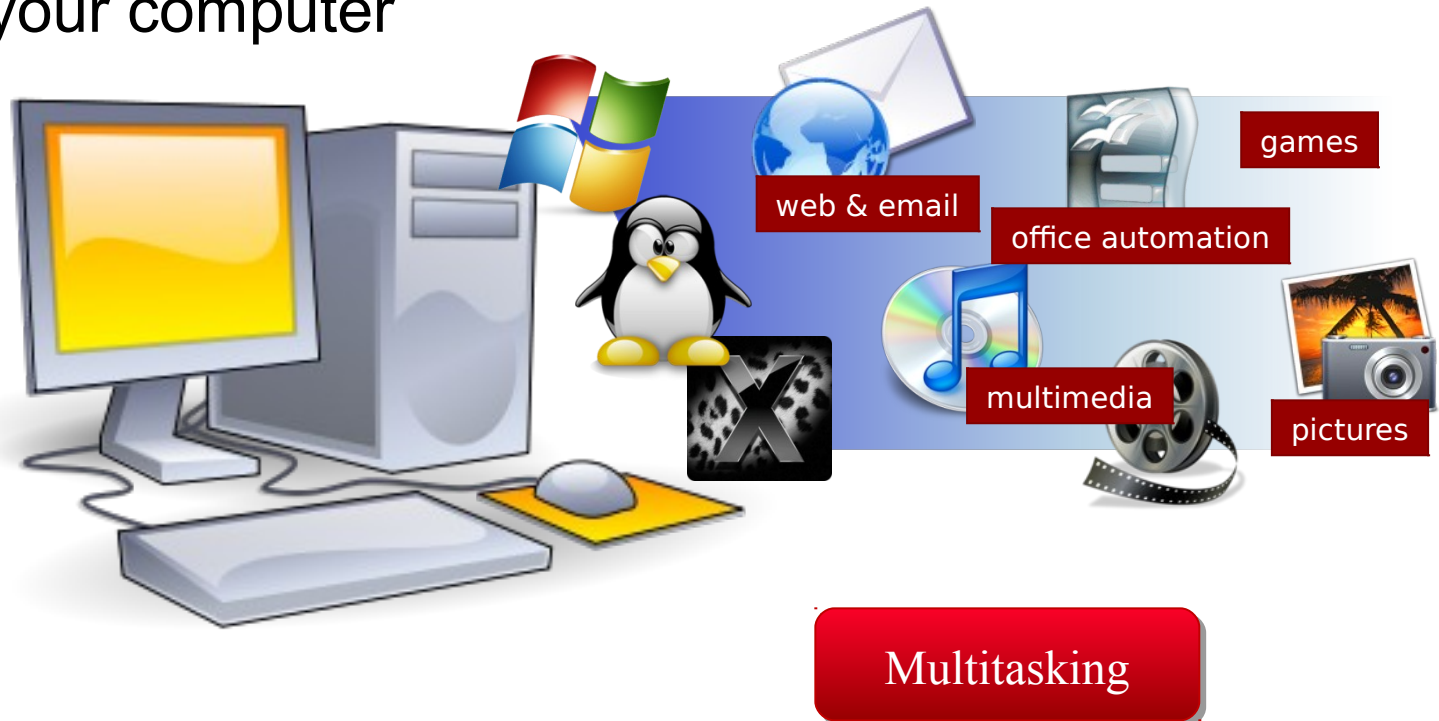 your computer
games
web & email
office automation
multimedia
pictures
Multitasking